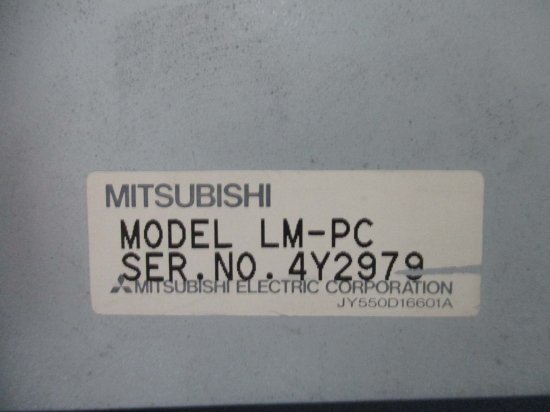 MITSUBISHI
MODEL LM-PC
SER.NO.4Y2979
MITSUBISHI ELECTRIC CORPORATION
JY550D16601A